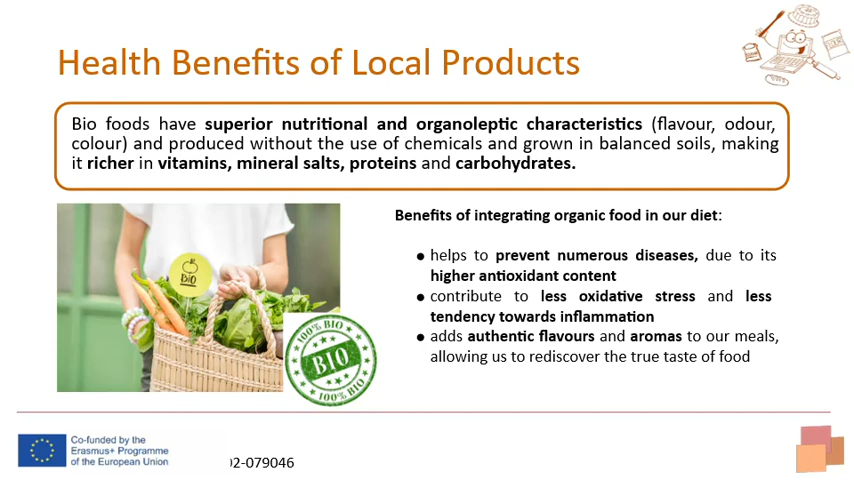 Health Benefits of Local Products
Bio foods have superior nutritional and organoleptic characteristics (flavour, odour,
colour) and produced without the use of chemicals and grown in balanced soils, making
it richer in vitamins, mineral salts, proteins and carbohydrates.
Benefits of integrating organic food in our diet:
● helps to prevent numerous diseases, due to its
higher antioxidant content
● contribute to less oxidative stress and less
tendency towards inflammation
● adds authentic flavours and aromas to our meals,
allowing us to rediscover the true taste of food
BIO
100% BIO
BIO
100% BIO
Co-funded by the
Erasmus+ Programme
of the European Union
02-079046